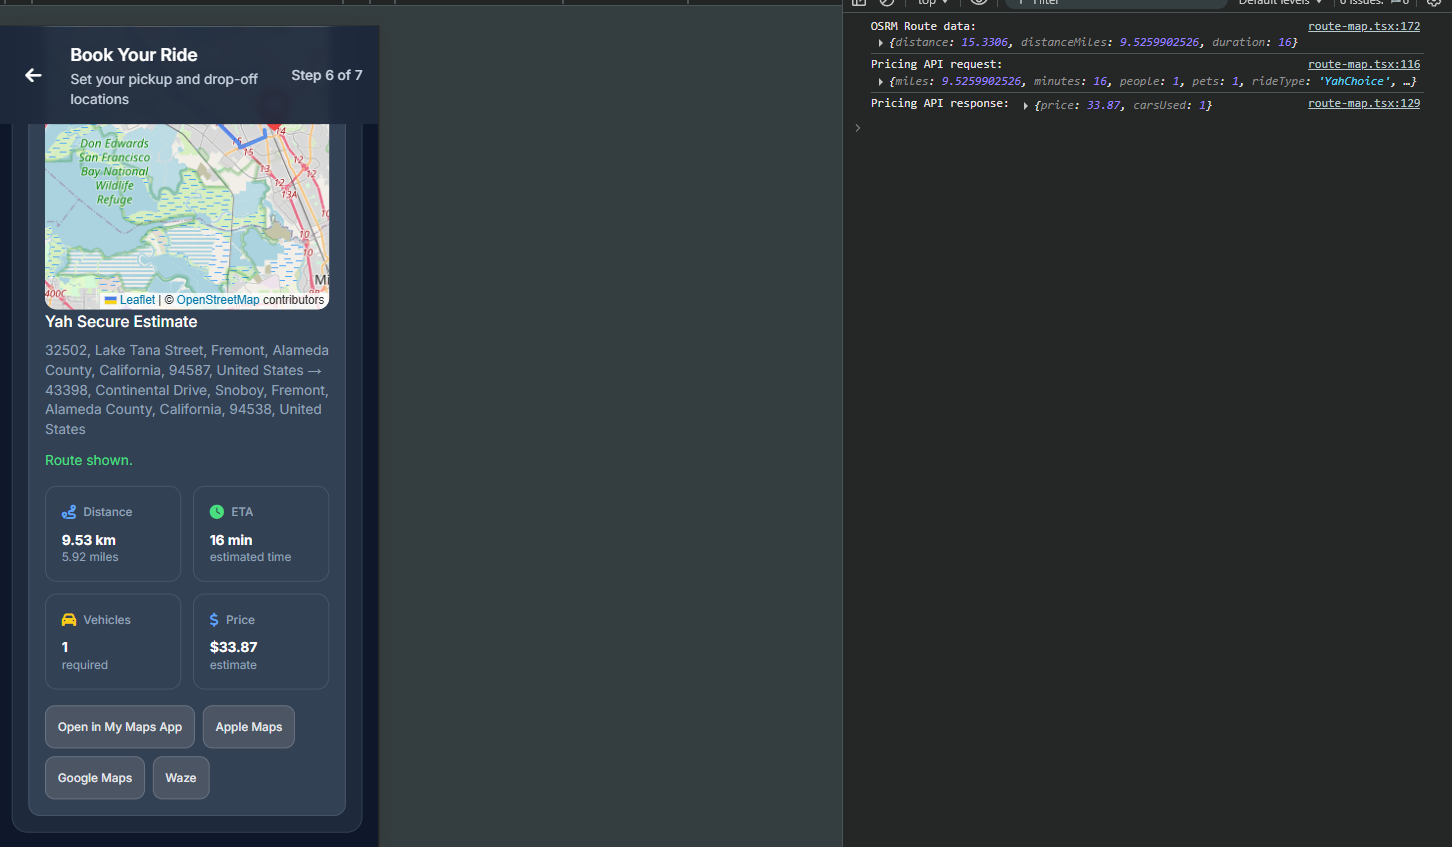 Book Your Ride
Set your pickup and drop-off
locations
Step 6 of 7
14
15
15
12
13
12
12
13A
10
10
10
Don Edwards
San Francisco
Bay National
Wildlife
Refuge
Mi
400C
Leaflet | © OpenStreetMap contributors
Yah Secure Estimate
32502, Lake Tana Street, Fremont, Alameda
County, California, 94587, United States →
43398, Continental Drive, Snoboy, Fremont,
Alameda County, California, 94538, United
States
Route shown.
Distance
9.53 km
5.92 miles
ETA
16 min
estimated time
Vehicles
1
required
Price
$33.87
estimate
Open in My Maps App
Apple Maps
Google Maps
Waze
top
Filter
Default levels
6 Issues:
6
OSRM Route data:
route-map.tsx:172
{distance: 15.3306, distanceMiles: 9.5259902526, duration: 16}
Pricing API request:
route-map.tsx:116
{miles: 9.5259902526, minutes: 16, people: 1, pets: 1, rideType: 'YahChoice', …}
Pricing API response: {price: 33.87, carsUsed: 1}
route-map.tsx:129